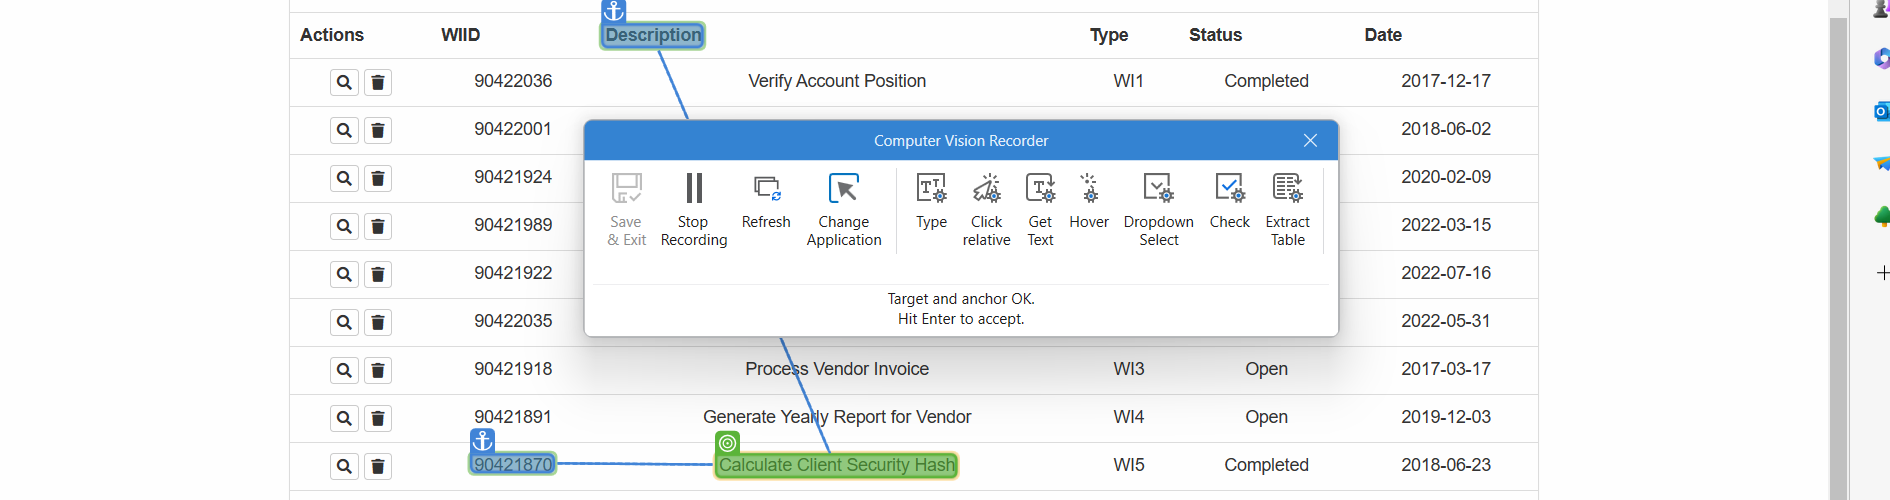 Actions WIID Description Type Status Date
90422036 Verify Account Position WI1 Completed 2017-12-17
90422001 2018-06-02
90421924 2020-02-09
90421989 2022-03-15
90421922 2022-07-16
90422035 2022-05-31
Computer Vision Recorder
Save & Exit
Stop Recording
Refresh
Change Application
Type
Click relative
Get Text
Hover
Dropdown Select
Check
Extract Table
Target and anchor OK.
Hit Enter to accept.
90421918 Process Vendor Invoice WI3 Open 2017-03-17
90421891 Generate Yearly Report for Vendor WI4 Open 2019-12-03
90421870 Calculate Client Security Hash WI5 Completed 2018-06-23